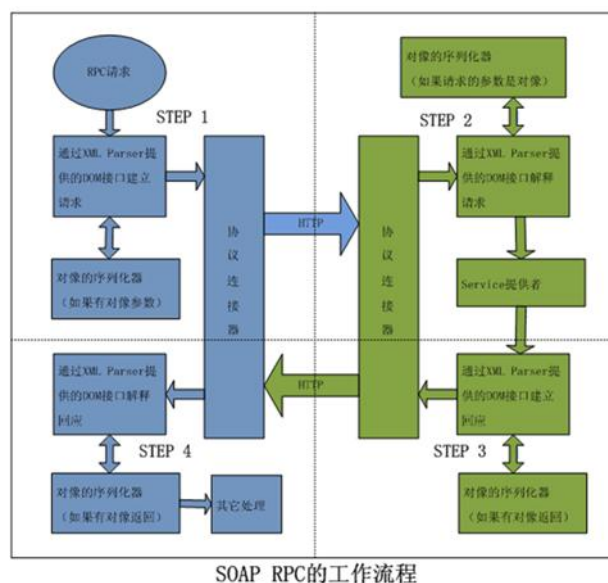 RPC请求
STEP 1
通过XML Parser提
供的DOM接口建立
请求
对像的序列化器
（如果有对像参数）
协
议
连
接
器
HTTP
对像的序列化器
（如果请求的参数是对像）
STEP 2
通过XML Parser提
供的DOM接口解释
请求
协
议
连
接
器
Service提供者
通过XML Parser提
供的DOM接口建立
回应
STEP 3
对像的序列化器
（如果有对像返回）
HTTP
通过XML Parser提
供的DOM接口解释
回应
STEP 4
对像的序列化器
（如果有对像返回）
其它处理
SOAP RPC的工作流程